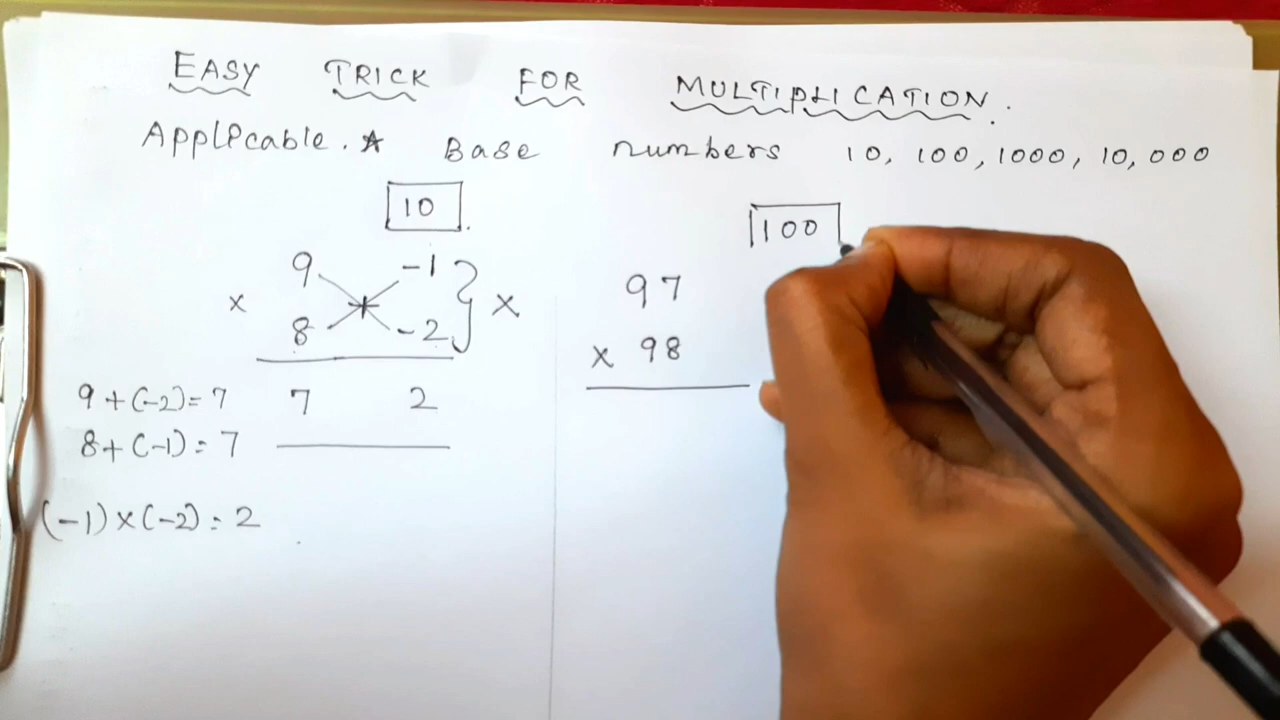 EASY TRICK FOR MULTIPLICATION.
Applicable. * Base numbers 10, 100, 1000, 10,000
10
9 -1
× 8 -2 } ×
7 2
9 + (-2) = 7
8 + (-1) = 7
(-1) × (-2) = 2
100
97
× 98